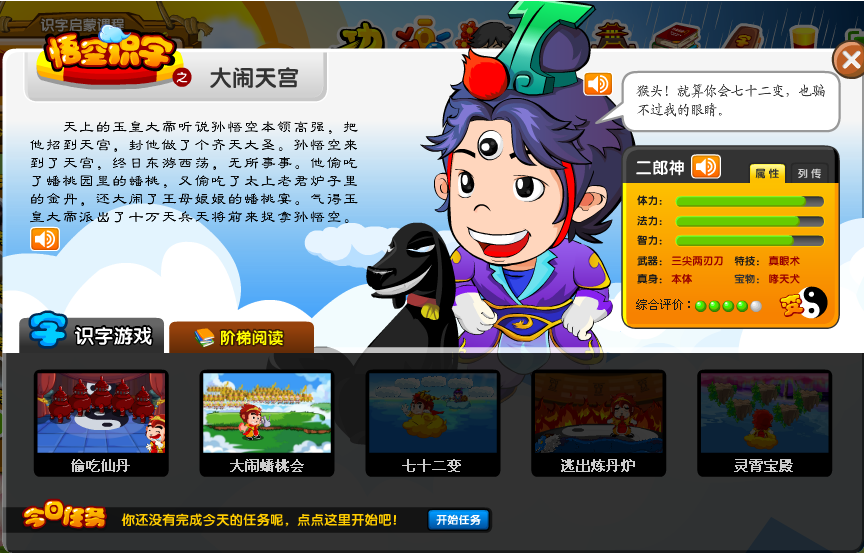 识字启蒙课程
功
悟空识字
之
大闹天宫
天上的玉皇大帝听说孙悟空本领高强，把
他招到天宫，封他做了个齐天大圣。孙悟空来
到了天宫，终日东游西荡，无所事事。他偷吃
了蟠桃园里的蟠桃，又偷吃了太上老君炉子里
的金丹，还大闹了王母娘娘的蟠桃宴。气得玉
皇大帝派出了十万天兵天将前来捉拿孙悟空。
猴头！就算你会七十二变，也骗
不过我的眼睛。
二郎神
属性
列传
体力：
法力：
智力：
武器：三尖两刃刀
特技：真眼术
真身：本体
宝物：哮天犬
综合评价：
变
字
识字游戏
阶梯阅读
偷吃仙丹
大闹蟠桃会
七十二变
逃出炼丹炉
灵霄宝殿
今日任务
你还没有完成今天的任务呢，点点这里开始吧！
开始任务